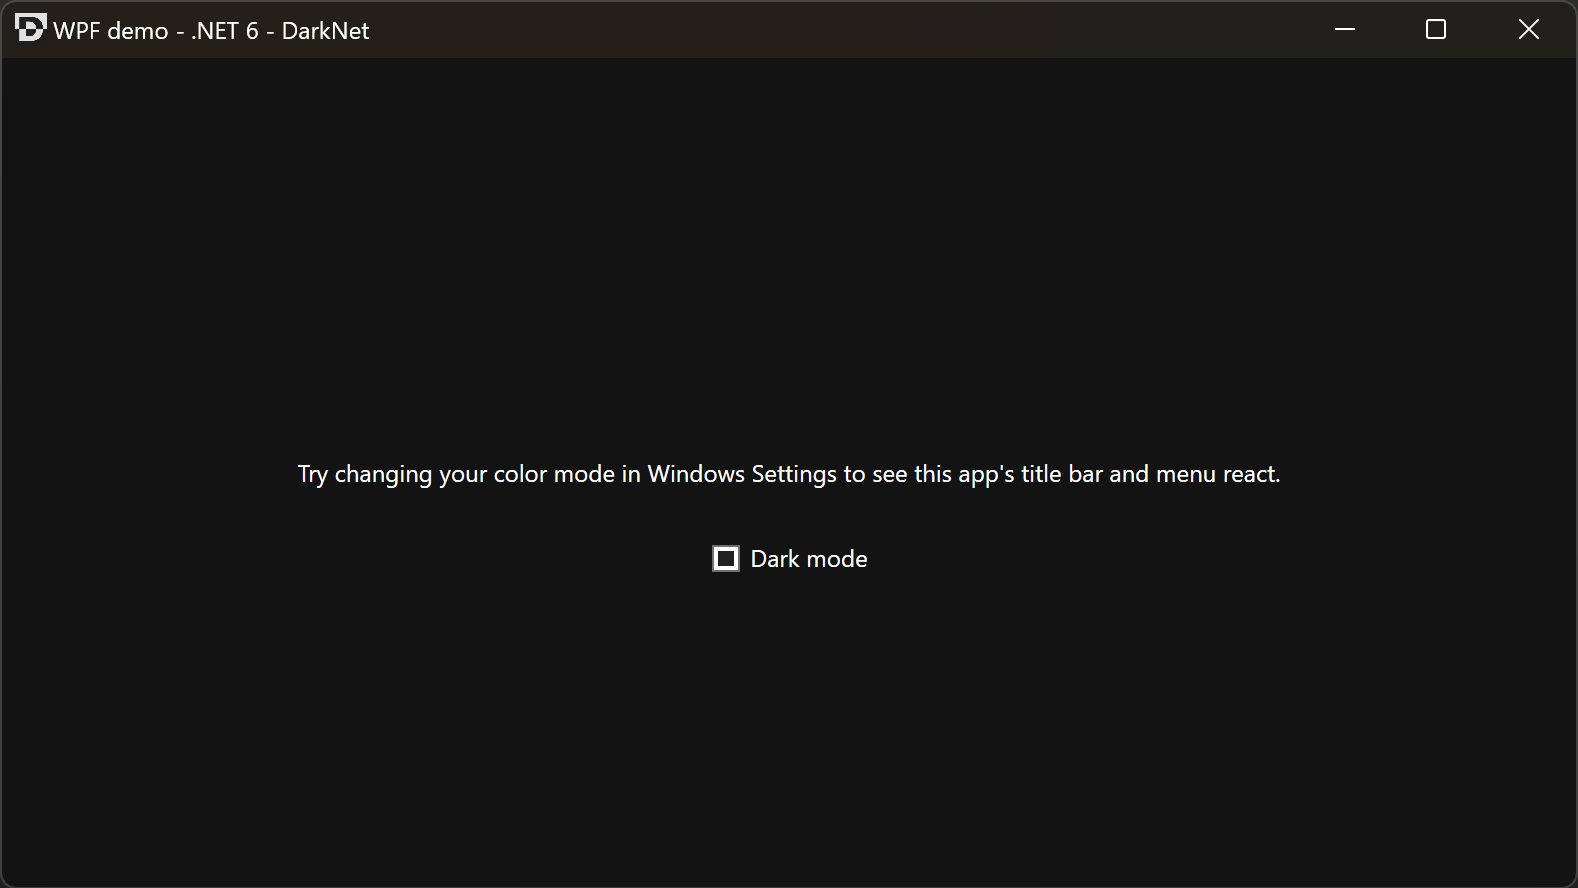 WPF demo - .NET 6 - DarkNet
Try changing your color mode in Windows Settings to see this app's title bar and menu react.
Dark mode